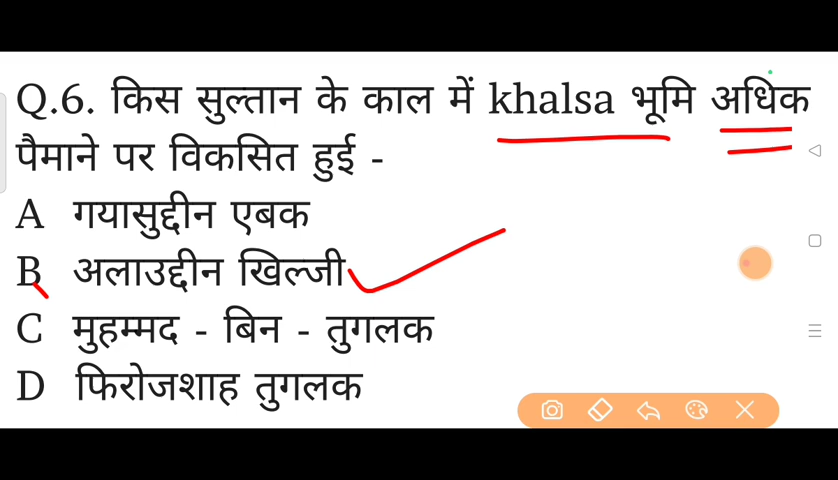 Q.6. किस सुल्तान के काल में khalsa भूमि अधिक
पैमाने पर विकसित हुई -
A गयासुद्दीन एबक
B अलाउद्दीन खिल्जी
C मुहम्मद - बिन - तुगलक
D फिरोजशाह तुगलक